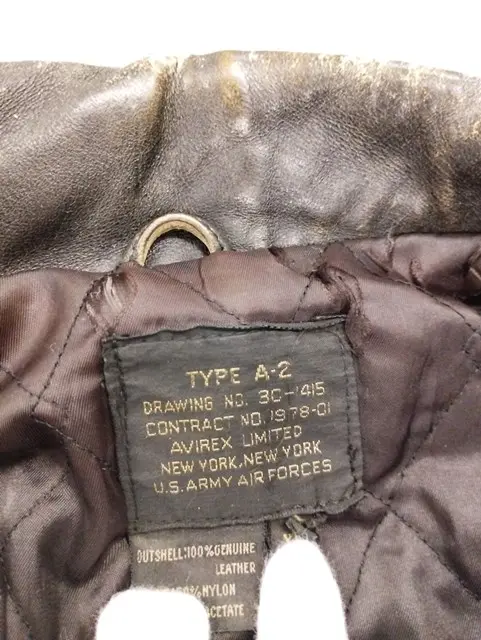 TYPE A-2
DRAWING NO. 30-1415
CONTRACT NO. 1978-01
AVIREX LIMITED
NEW YORK, NEW YORK
U.S. ARMY AIR FORCES
OUTSHELL:100%GENUINE
LEATHER
%NYLON
ACETATE